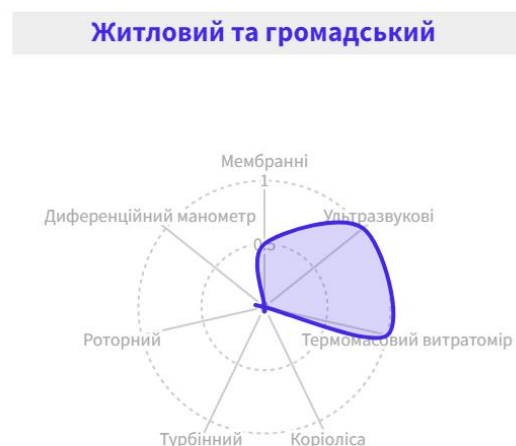 Житловий та громадський
Мембранні
1
Диференційний манометр
Ультразвукові
0.5
Роторний
Термомасовий витратомір
Турбінний
Коріоліса